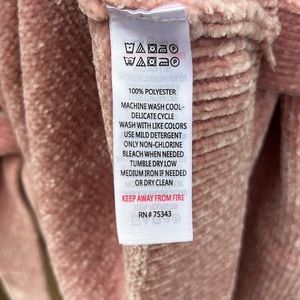 100% POLYESTER
MACHINE WASH COOL -
DELICATE CYCLE
WASH WITH LIKE COLORS
USE MILD DETERGENT
ONLY NON-CHLORINE
BLEACH WHEN NEEDED
TUMBLE DRY LOW
MEDIUM IRON IF NEEDED
OR DRY CLEAN
KEEP AWAY FROM FIRE
RN # 75343